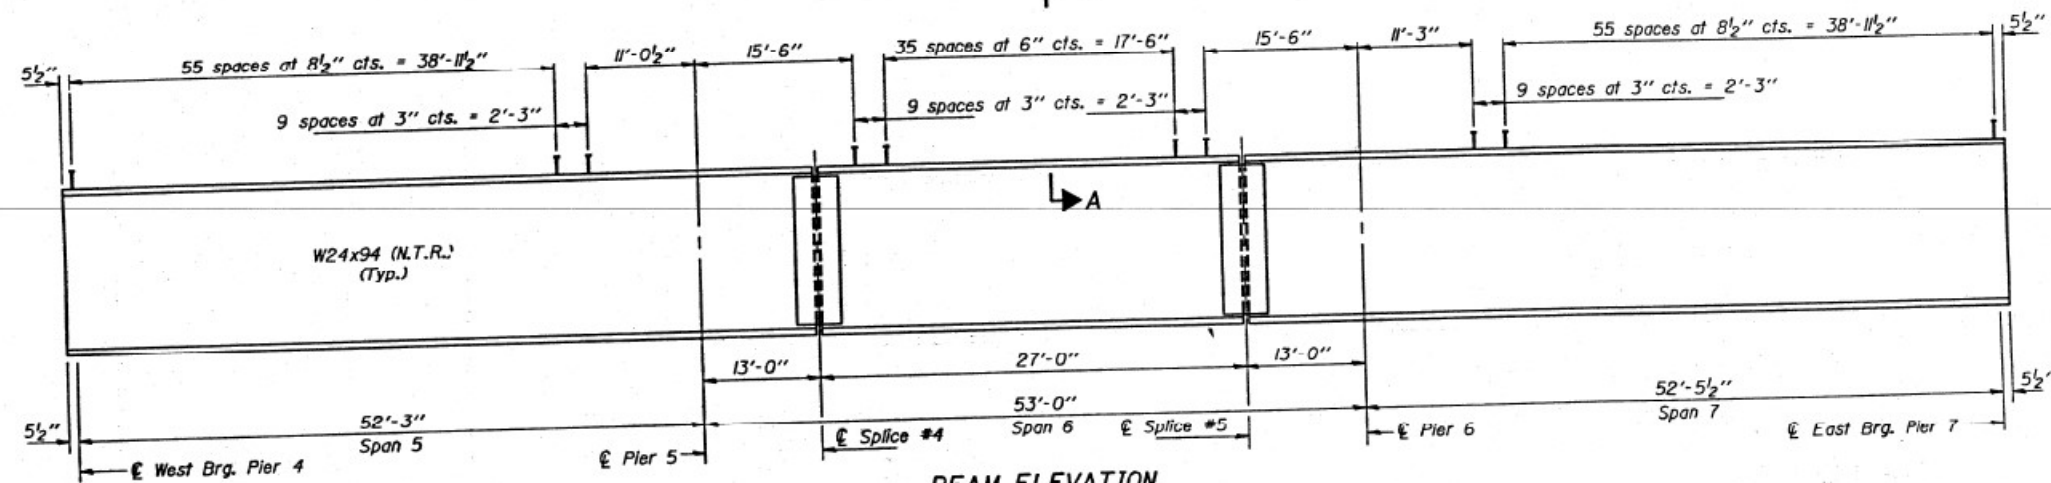 5½"
55 spaces at 8½" cts. = 38'-11½"
11'-0½"
15'-6"
35 spaces at 6" cts. = 17'-6"
15'-6"
11'-3"
55 spaces at 8½" cts. = 38'-11½"
5½"
9 spaces at 3" cts. = 2'-3"
9 spaces at 3" cts. = 2'-3"
9 spaces at 3" cts. = 2'-3"
A
W24x94 (N.T.R.)
(Typ.)
13'-0"
27'-0"
13'-0"
5½"
52'-3"
53'-0"
52'-5½"
5½"
Span 5
Span 6
Span 7
℄ West Brg. Pier 4
℄ Pier 5
℄ Splice #4
℄ Splice #5
℄ Pier 6
℄ East Brg. Pier 7
BEAM ELEVATION